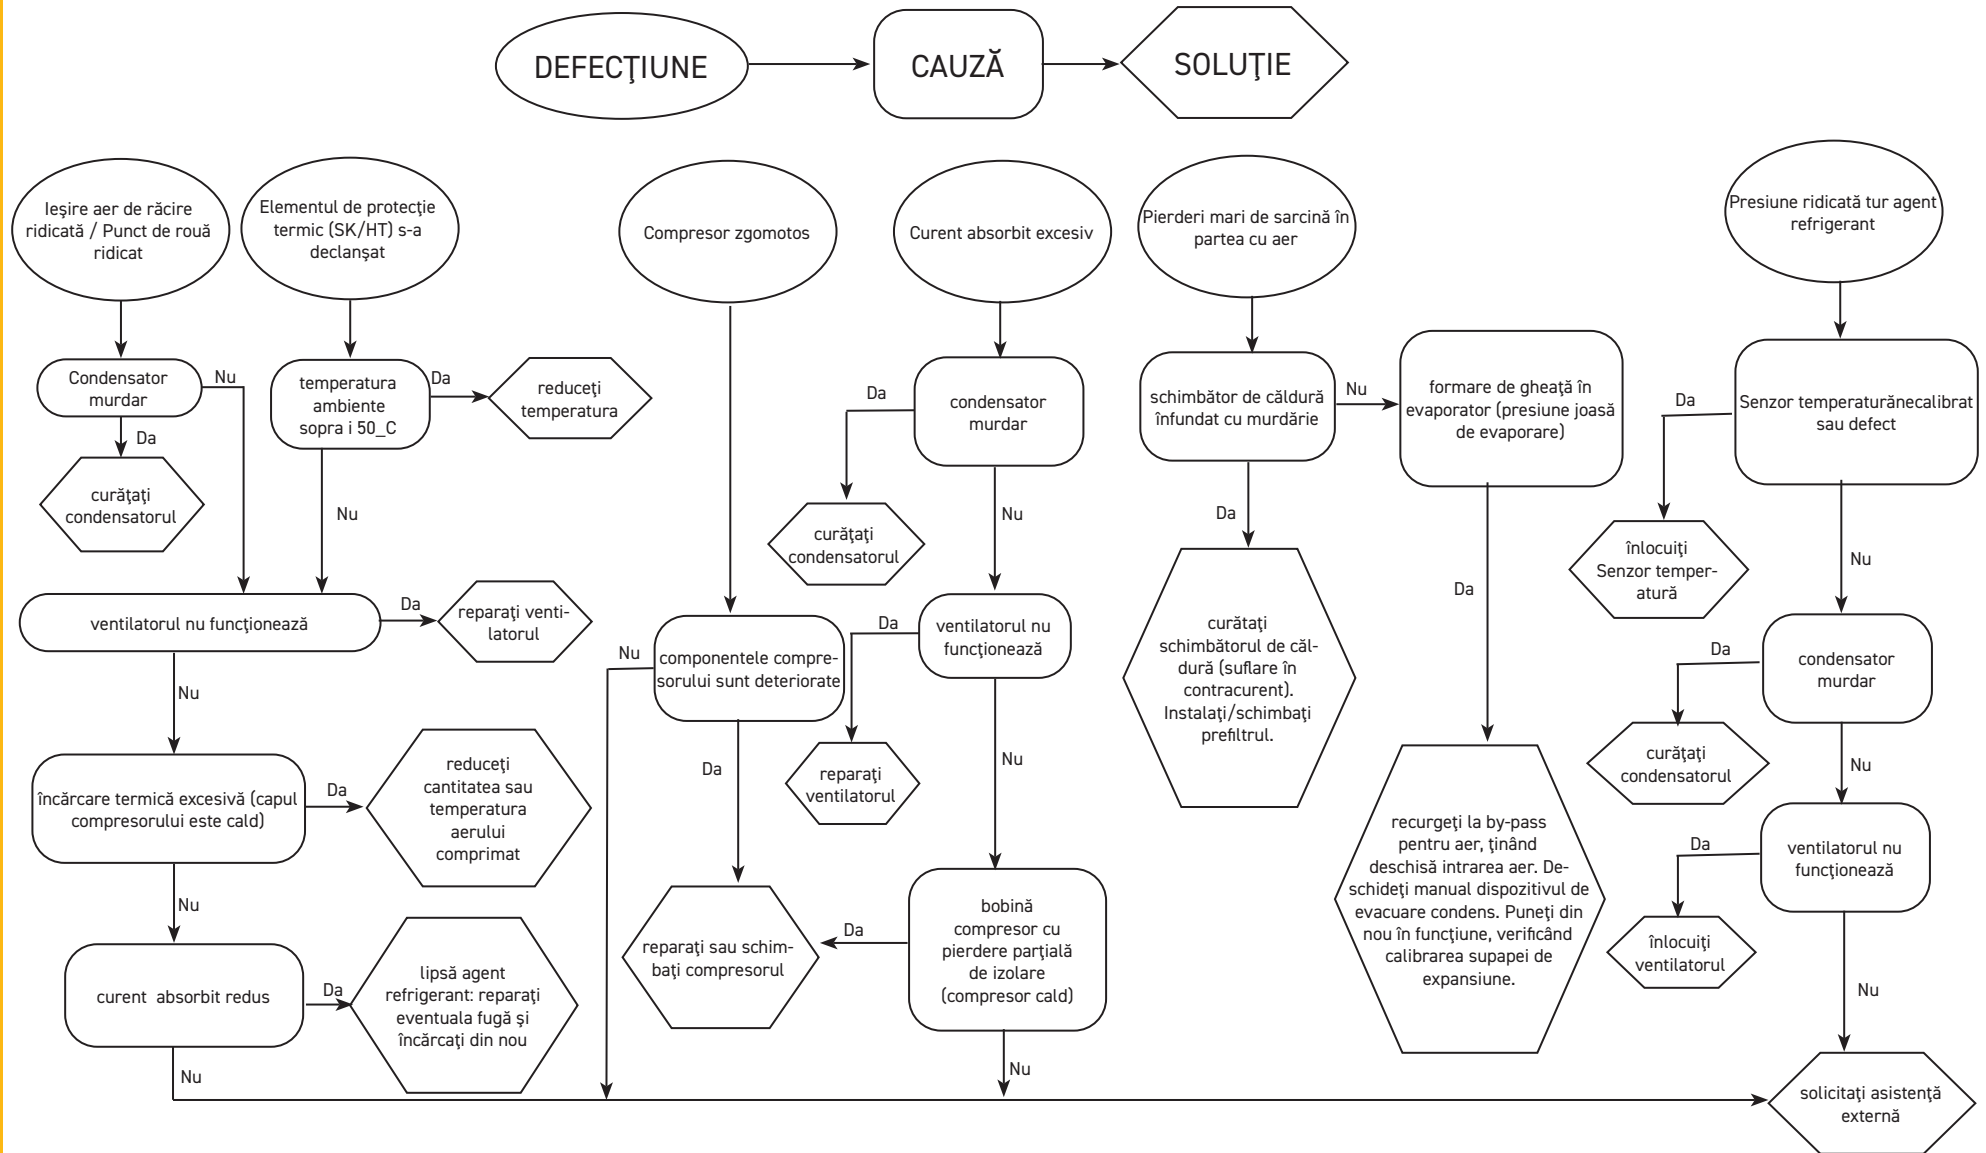 DEFECŢIUNE
CAUZĂ
SOLUŢIE
Ieşire aer de răcire
ridicată / Punct de rouă
ridicat
Elementul de protecţie
termic (SK/HT) s-a
declanşat
Compresor zgomotos
Curent absorbit excesiv
Pierderi mari de sarcină în
partea cu aer
Presiune ridicată tur agent
refrigerant
Condensator
murdar
Nu
Da
curăţaţi
condensatorul
temperatura
ambiente
sopra i 50_C
Da
reduceţi
temperatura
Nu
ventilatorul nu funcţionează
Da
reparaţi venti-
latorul
Nu
încărcare termică excesivă (capul
compresorului este cald)
Da
reduceţi
cantitatea sau
temperatura
aerului
comprimat
Nu
curent  absorbit redus
Da
lipsă agent
refrigerant: reparaţi
eventuala fugă şi
încărcaţi din nou
Nu
componentele compre-
sorului sunt deteriorate
Nu
Da
reparaţi sau schim-
baţi compresorul
condensator
murdar
Da
curăţaţi
condensatorul
Nu
ventilatorul nu
funcţionează
Da
reparaţi
ventilatorul
Nu
bobină
compresor cu
pierdere parţială
de izolare
(compresor cald)
Da
Nu
schimbător de căldură
înfundat cu murdărie
Nu
Da
curătaţi
schimbătorul de căl-
dură (suflare în
contracurent).
Instalaţi/schimbaţi
prefiltrul.
formare de gheaţă în
evaporator (presiune joasă
de evaporare)
Da
recurgeţi la by-pass
pentru aer, ţinând
deschisă intrarea aer. De-
schideţi manual dispozitivul de
evacuare condens. Puneţi din
nou în funcţiune, verificând
calibrarea supapei de
expansiune.
Senzor temperaturănecalibrat
sau defect
Da
înlocuiţi
Senzor temper-
atură
Nu
condensator
murdar
Da
curăţaţi
condensatorul
Nu
ventilatorul nu
funcţionează
Da
înlocuiţi
ventilatorul
Nu
solicitaţi asistenţă
externă